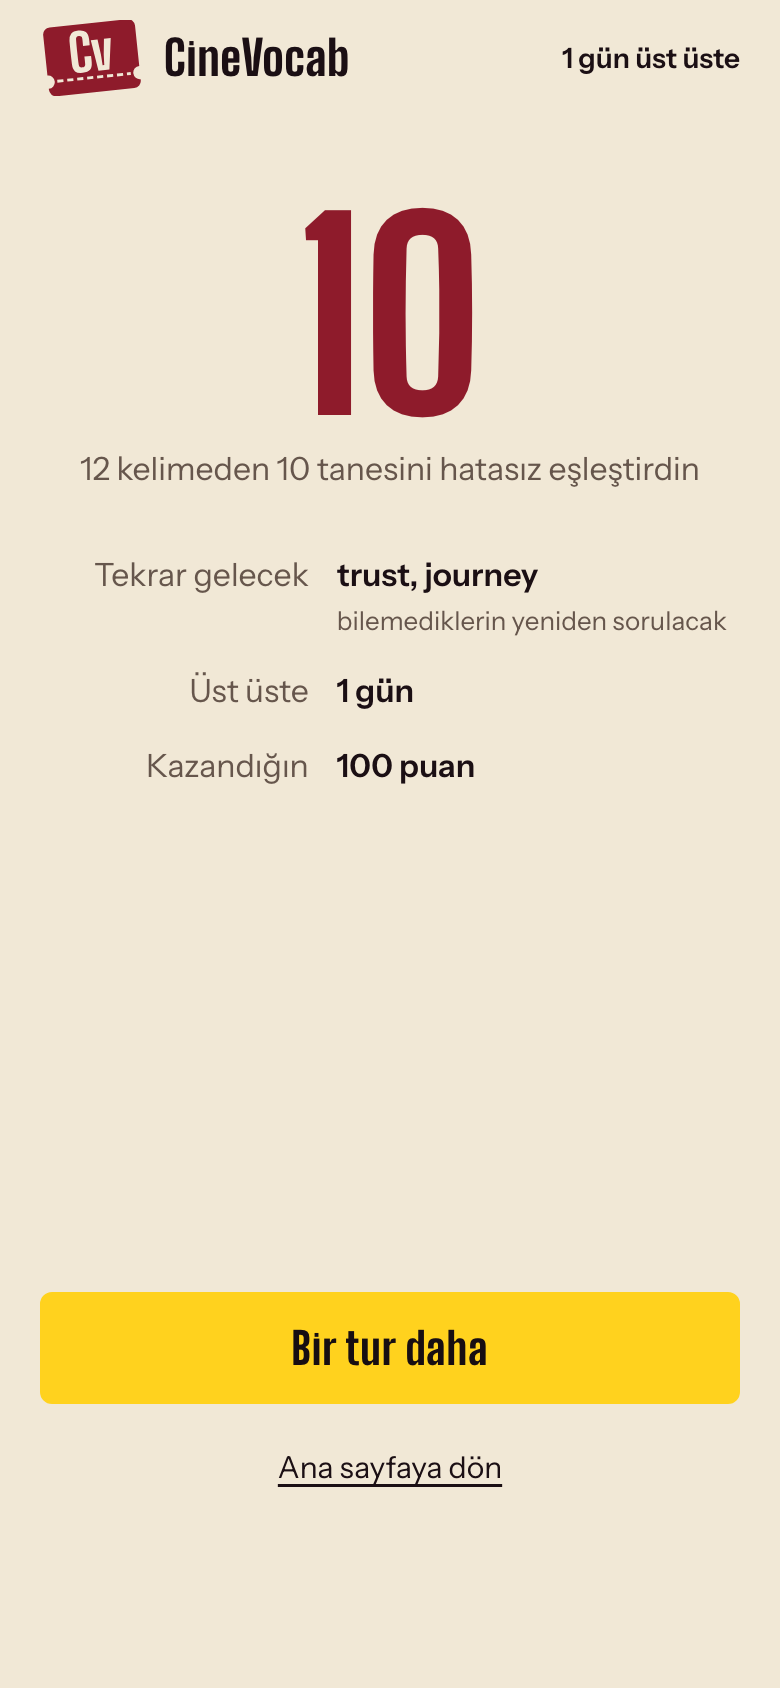 Cv
CineVocab
1 gün üst üste
10
12 kelimeden 10 tanesini hatasız eşleştirdin
Tekrar gelecek trust, journey
bilemediklerin yeniden sorulacak
Üst üste 1 gün
Kazandığın 100 puan
Bir tur daha
Ana sayfaya dön